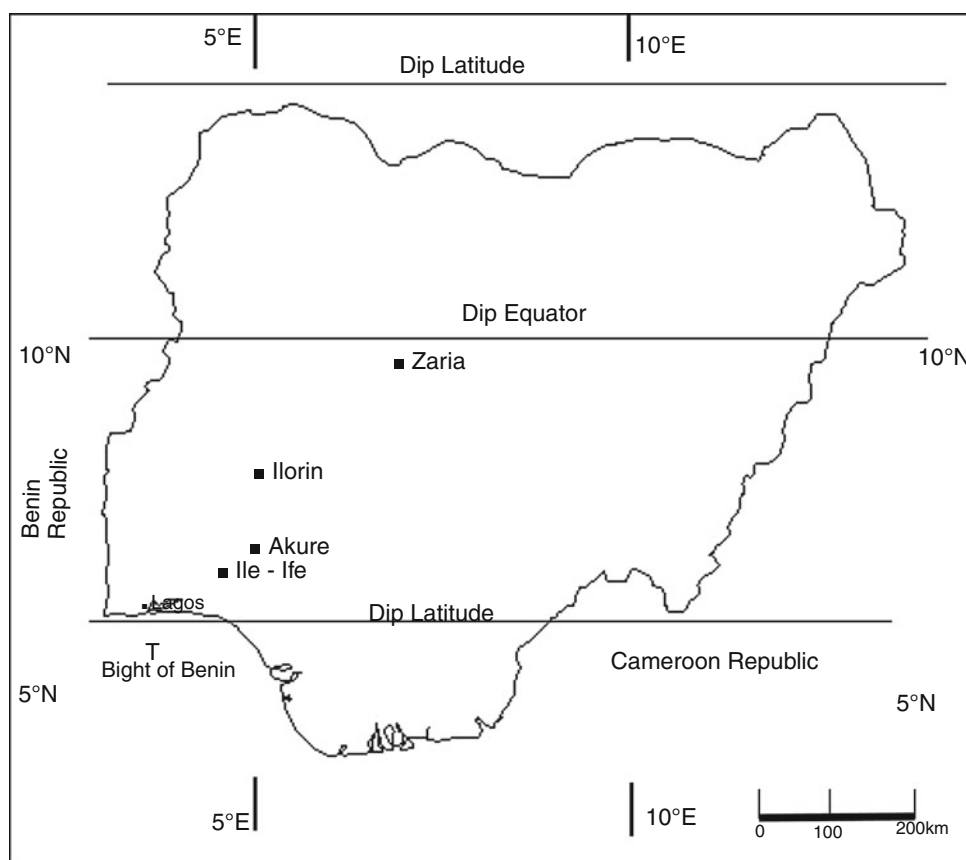 5°E
10°E
Dip Latitude
Dip Equator
10°N
10°N
Zaria
Benin
Republic
Ilorin
Akure
Ile - Ife
Lagos
Dip Latitude
T
Bight of Benin
Cameroon Republic
5°N
5°N
5°E
10°E
0 100 200km